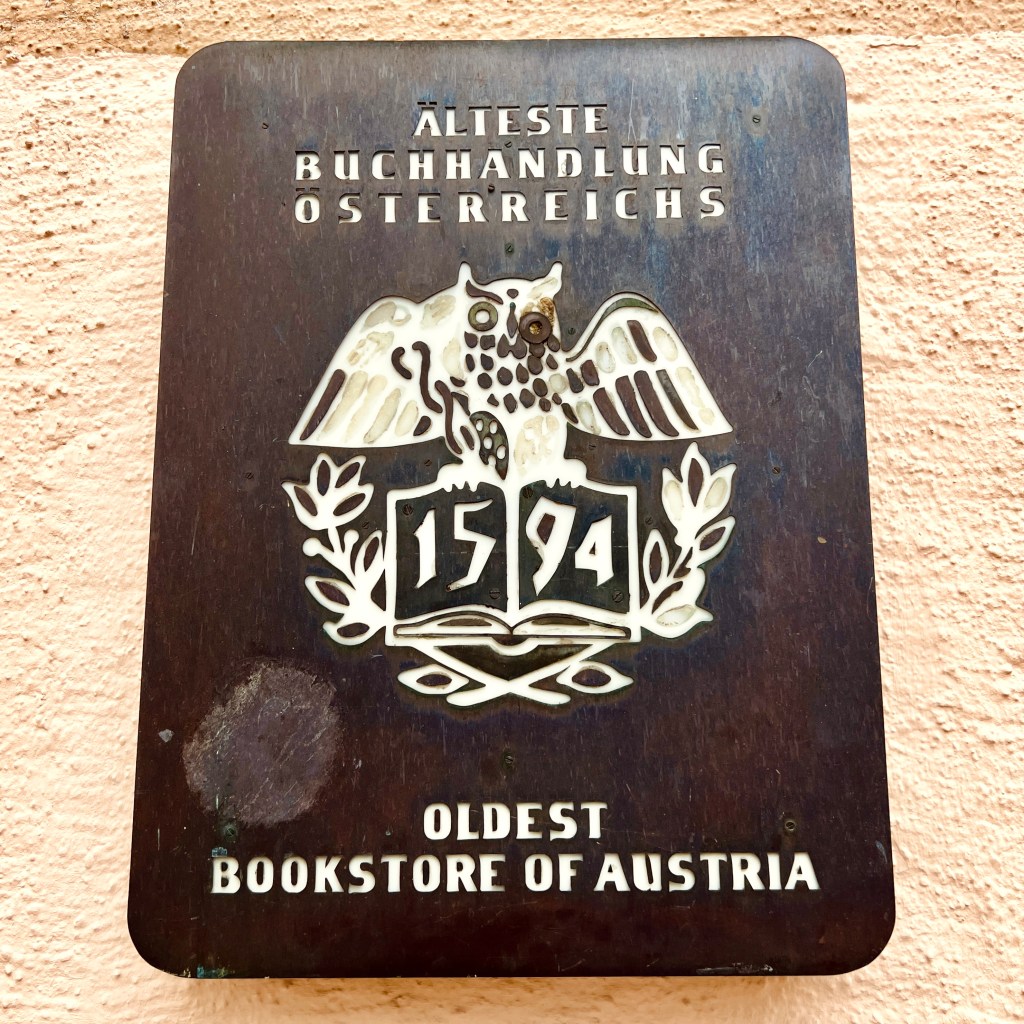 ÄLTESTE
BUCHHANDLUNG
ÖSTERREICHS
1594
OLDEST
BOOKSTORE OF AUSTRIA